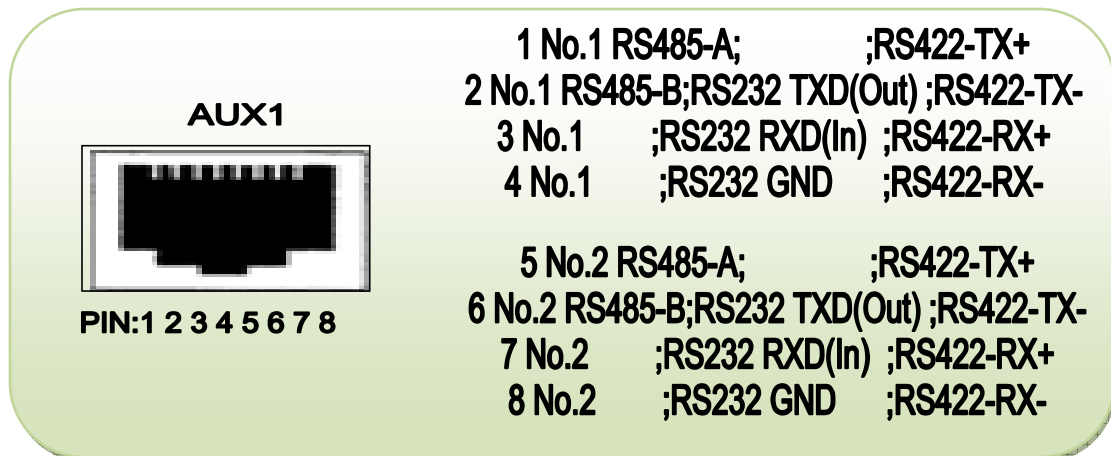 AUX1
PIN:1 2 3 4 5 6 7 8
1 No.1 RS485-A; ;RS422-TX+
2 No.1 RS485-B;RS232 TXD(Out) ;RS422-TX-
3 No.1 ;RS232 RXD(In) ;RS422-RX+
4 No.1 ;RS232 GND ;RS422-RX-
5 No.2 RS485-A; ;RS422-TX+
6 No.2 RS485-B;RS232 TXD(Out) ;RS422-TX-
7 No.2 ;RS232 RXD(In) ;RS422-RX+
8 No.2 ;RS232 GND ;RS422-RX-